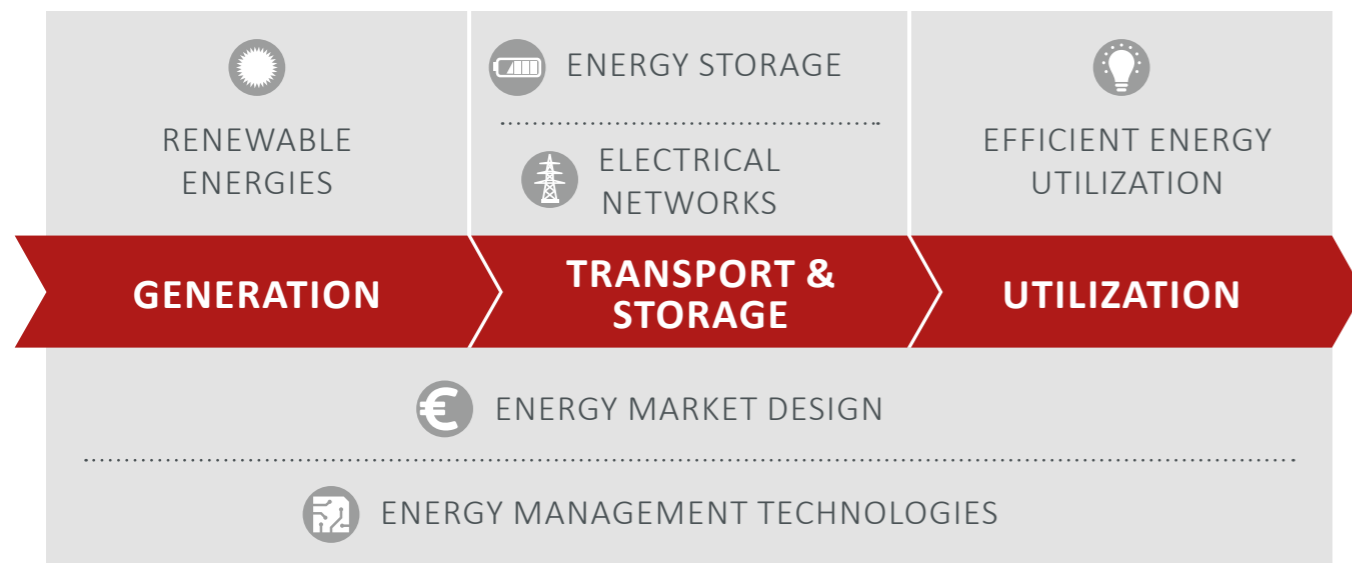 RENEWABLE
ENERGIES
ENERGY STORAGE
ELECTRICAL
NETWORKS
EFFICIENT ENERGY
UTILIZATION
GENERATION
TRANSPORT &
STORAGE
UTILIZATION
€ ENERGY MARKET DESIGN
ENERGY MANAGEMENT TECHNOLOGIES